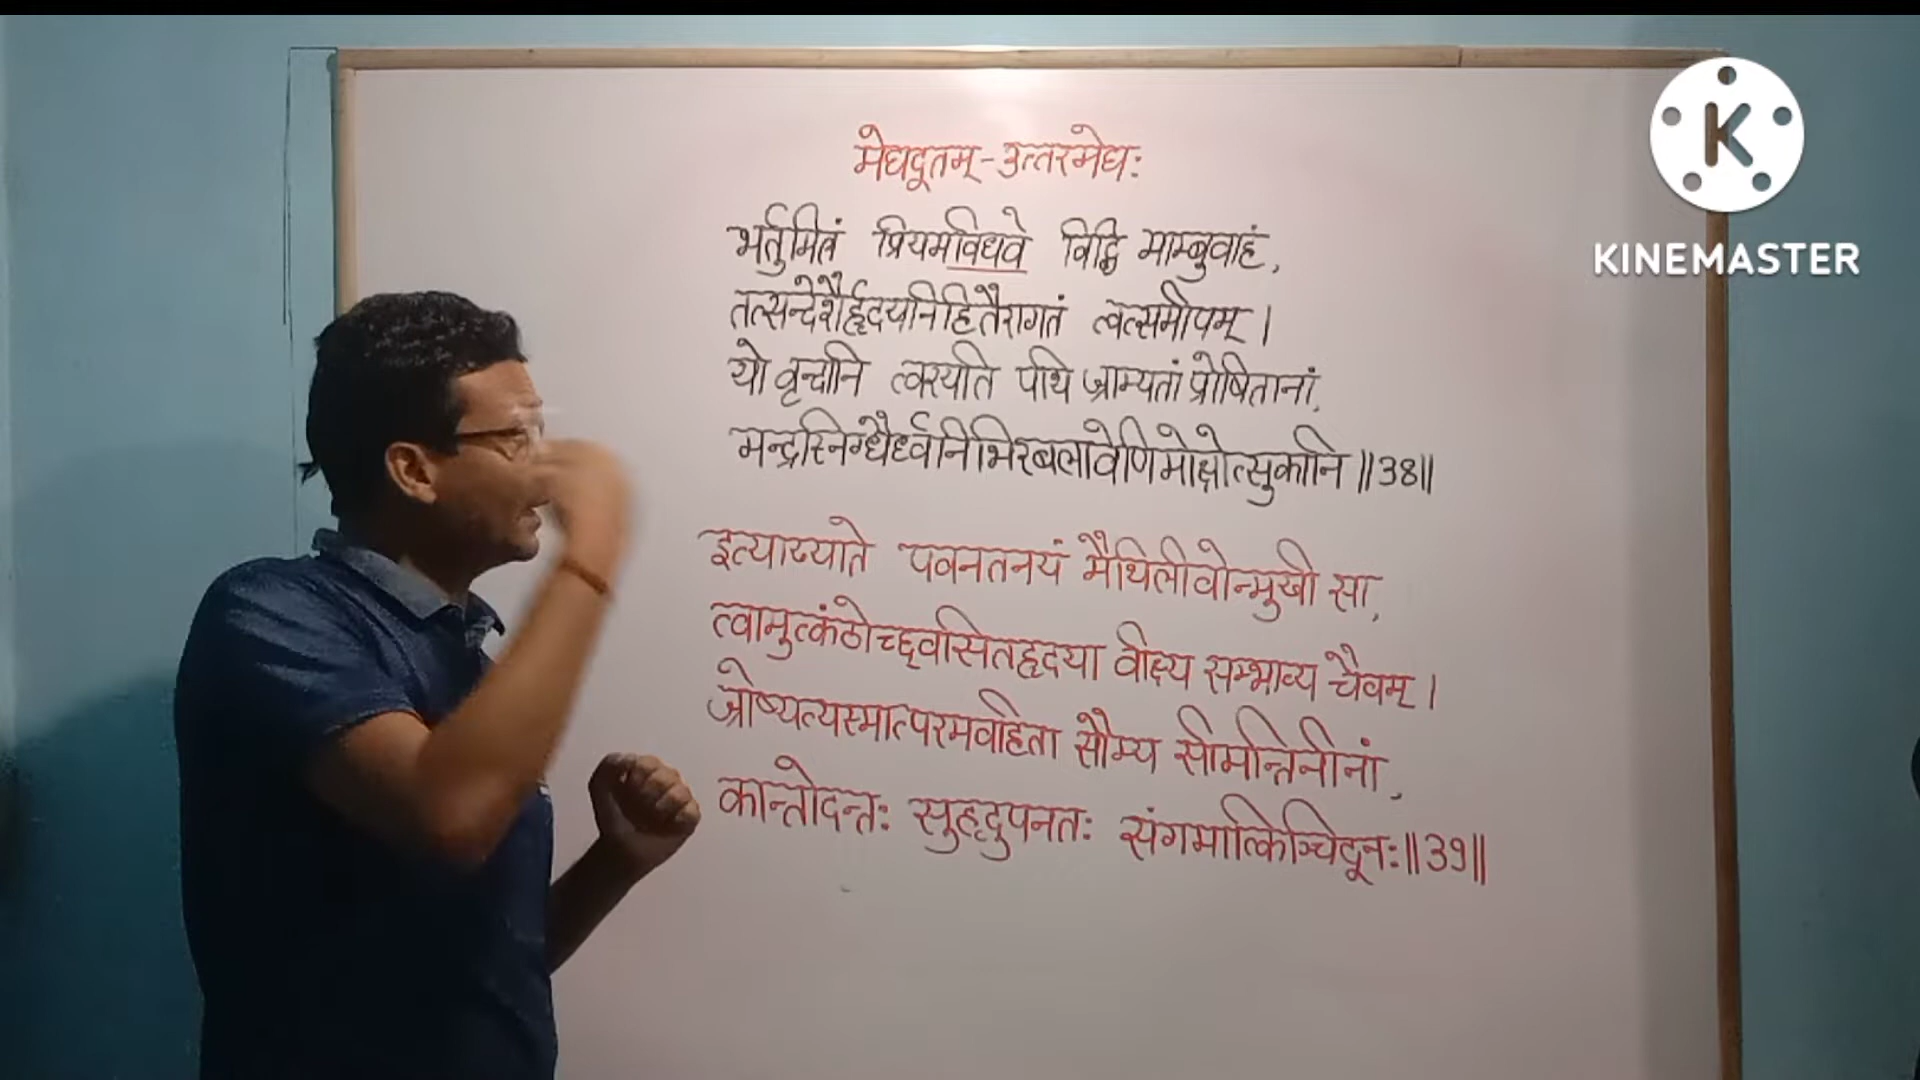 मेघदूतम् - उत्तरमेघः
भर्तुर्मित्रं प्रियमविधवे विद्धि माम्बुवाहं,
तत्सन्देशैर्हृदयनिहितैरागतं त्वत्समीपम् ।
यो वृन्दानि त्वरयति पथि श्राम्यतां प्रोषितानां,
मन्द्रस्निग्धैर्ध्वनिभिरबलावेणिमोक्षोत्सुकानि ॥38॥
इत्याख्याते पवनतनयं मैथिलीवोन्मुखी सा,
त्वामुत्कंठोच्छ्वसितहृदया वीक्ष्य सम्भाव्य चैवम् ।
श्रोष्यत्यस्मात्परमवहिता सौम्य सीमन्तिनीनां,
कान्तोदन्तः सुहृदुपनतः संगमात्किञ्चिदूनः ॥39॥
K
KINEMASTER